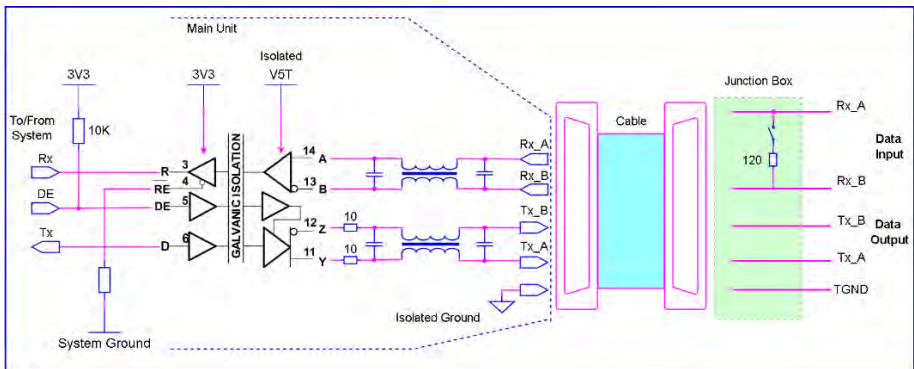 Main Unit
3V3
3V3
Isolated
V5T
Junction Box
To/From
System
10K
Cable
Rx
R
3
14
A
Rx_A
Rx_A
Data
Input
4
RE
13
B
Rx_B
120
Rx_B
DE
DE
5
GALVANIC ISOLATION
12
Z
10
Tx_B
Tx_B
Data
Output
Tx
D
6
11
Y
10
Tx_A
Tx_A
TGND
Isolated Ground
System Ground